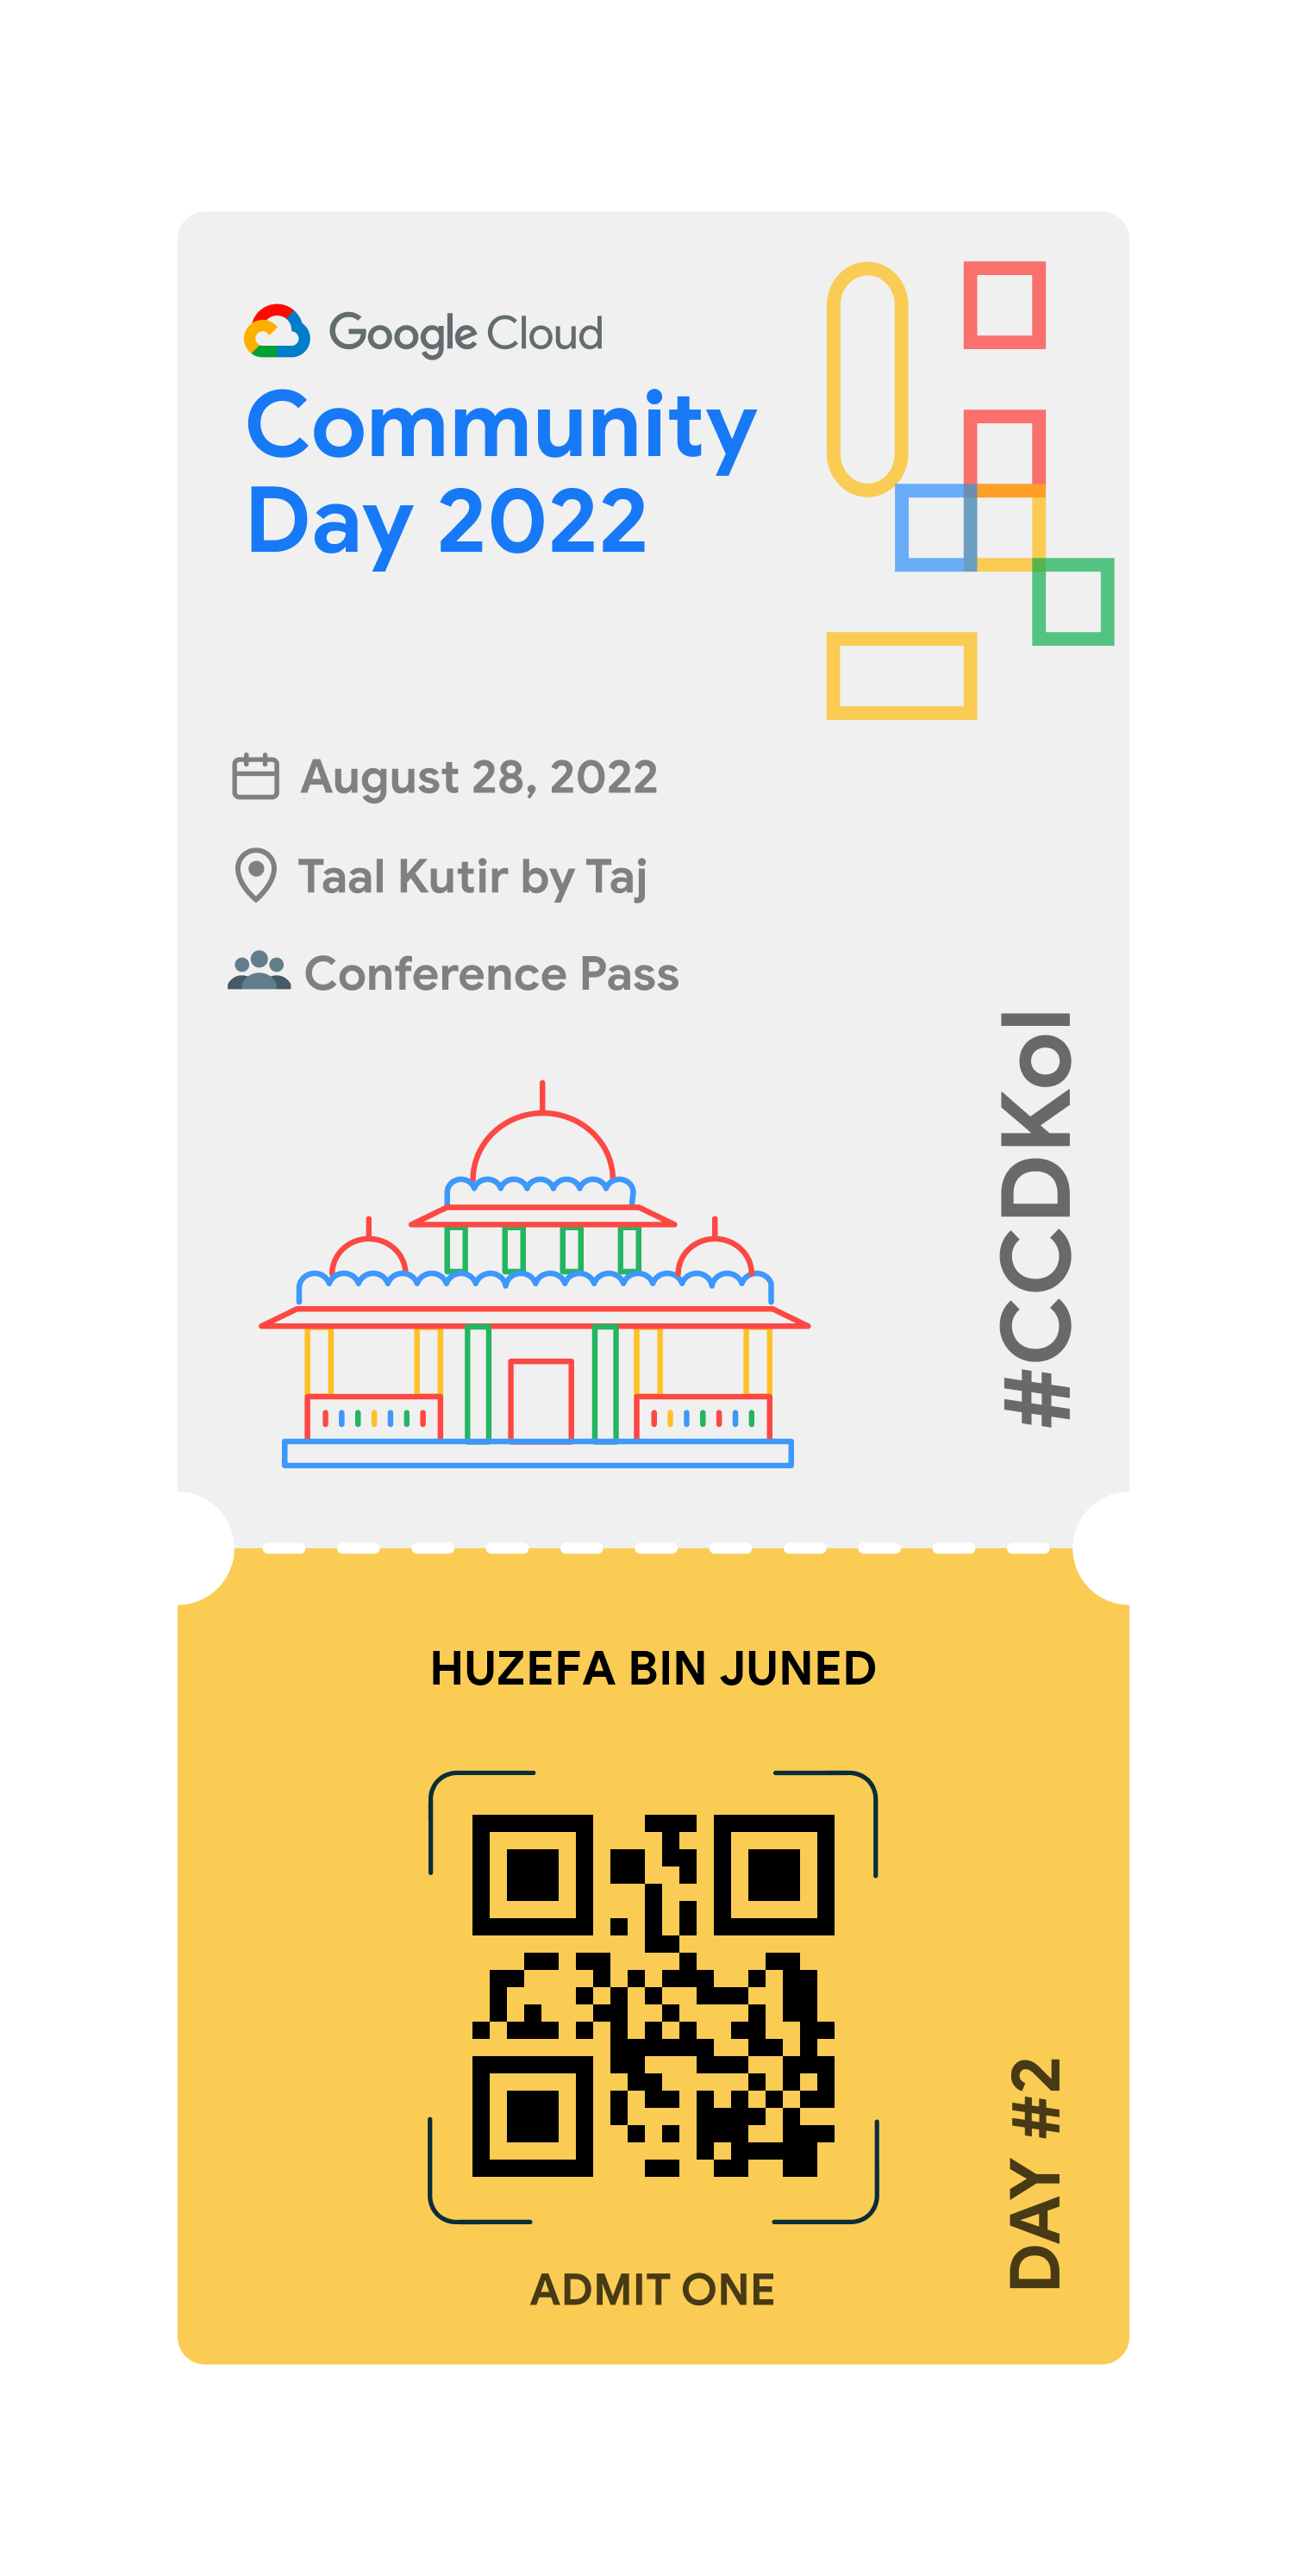 Google Cloud
Community
Day 2022
August 28, 2022
Taal Kutir by Taj
Conference Pass
#CCDKol
HUZEFA BIN JUNED
DAY #2
ADMIT ONE